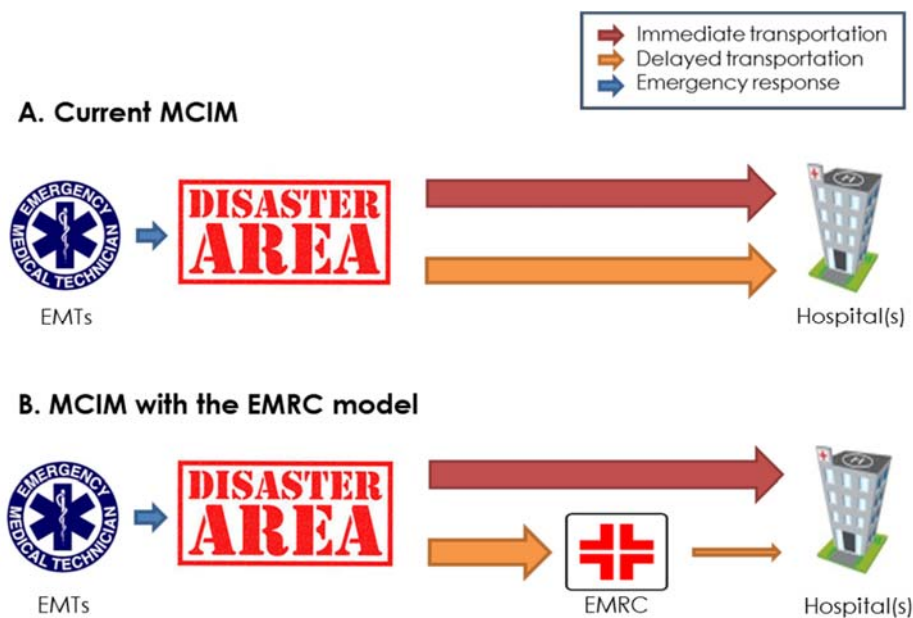 Immediate transportation
Delayed transportation
Emergency response
A. Current MCIM
EMERGENCY
MEDICAL TECHNICIAN
DISASTER
AREA
H
EMTs
Hospital(s)
B. MCIM with the EMRC model
EMERGENCY
MEDICAL TECHNICIAN
DISASTER
AREA
H
EMTs
EMRC
Hospital(s)